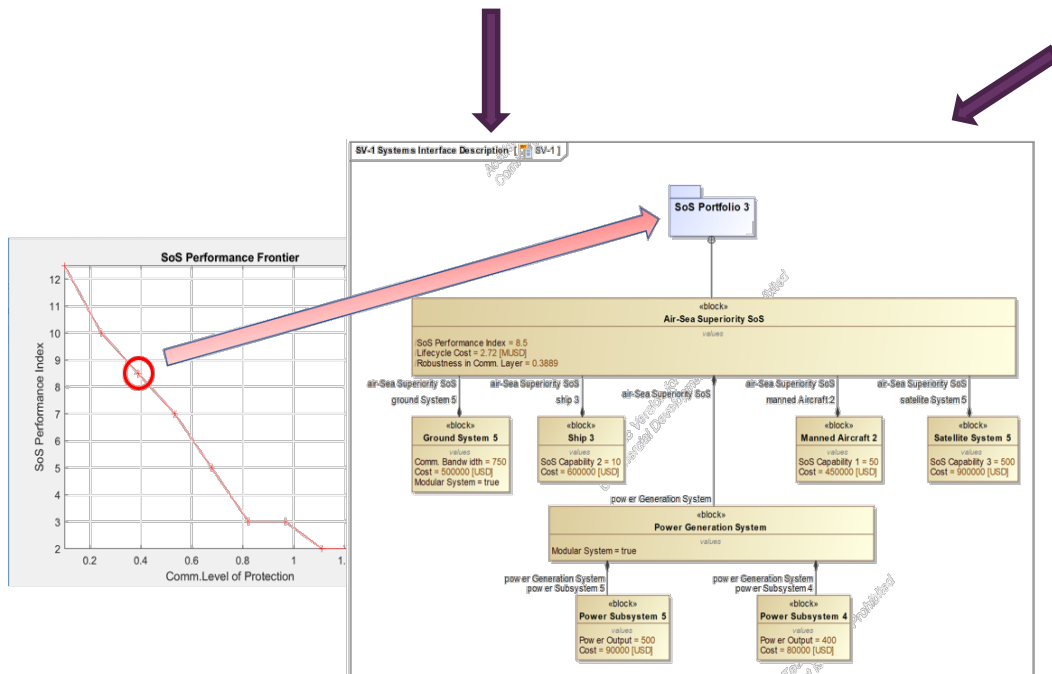 SoS Performance Frontier
12
11
10
9
8
7
6
5
4
3
2
0.2
0.4
0.6
0.8
1
1.
SoS Performance Index
Comm.Level of Protection
SV-1 Systems Interface Description [ SV-1 ]
SoS Portfolio 3
«block»
Air-Sea Superiority SoS
values
SoS Performance Index = 8.5
Lifecycle Cost = 2.72 [MUSD]
Robustness in Comm. Layer = 0.3889
air-Sea Superiority SoS
ground System 5
air-Sea Superiority SoS
ship 3
air-Sea Superiority SoS
air-Sea Superiority SoS
manned Aircraft 2
air-Sea Superiority SoS
satellite System 5
«block»
Ground System 5
values
Comm. Bandwidth = 750
Cost = 500000 [USD]
Modular System = true
«block»
Ship 3
values
SoS Capability 2 = 10
Cost = 600000 [USD]
«block»
Manned Aircraft 2
values
SoS Capability 1 = 50
Cost = 450000 [USD]
«block»
Satellite System 5
values
SoS Capability 3 = 500
Cost = 900000 [USD]
power Generation System
«block»
Power Generation System
values
Modular System = true
power Generation System
power Subsystem 5
power Generation System
power Subsystem 4
«block»
Power Subsystem 5
values
Power Output = 500
Cost = 90000 [USD]
«block»
Power Subsystem 4
values
Power Output = 400
Cost = 80000 [USD]